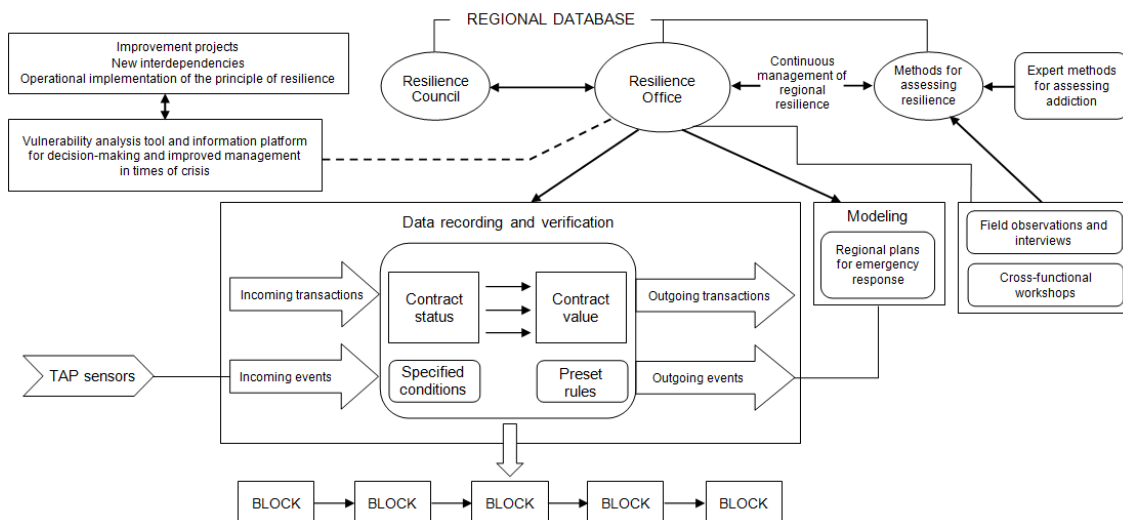 REGIONAL DATABASE
Improvement projects
New interdependencies
Operational implementation of the principle of resilience
Resilience
Council
Resilience
Office
Continuous
management of
regional
resilience
Methods for
assessing
resilience
Expert methods
for assessing
addiction
Vulnerability analysis tool and information platform
for decision-making and improved management
in times of crisis
Data recording and verification
Modeling
Regional plans
for emergency
response
Field observations and
interviews
Cross-functional
workshops
Incoming transactions
Contract
status
Contract
value
Outgoing transactions
TAP sensors
Incoming events
Specified
conditions
Preset
rules
Outgoing events
BLOCK
BLOCK
BLOCK
BLOCK
BLOCK